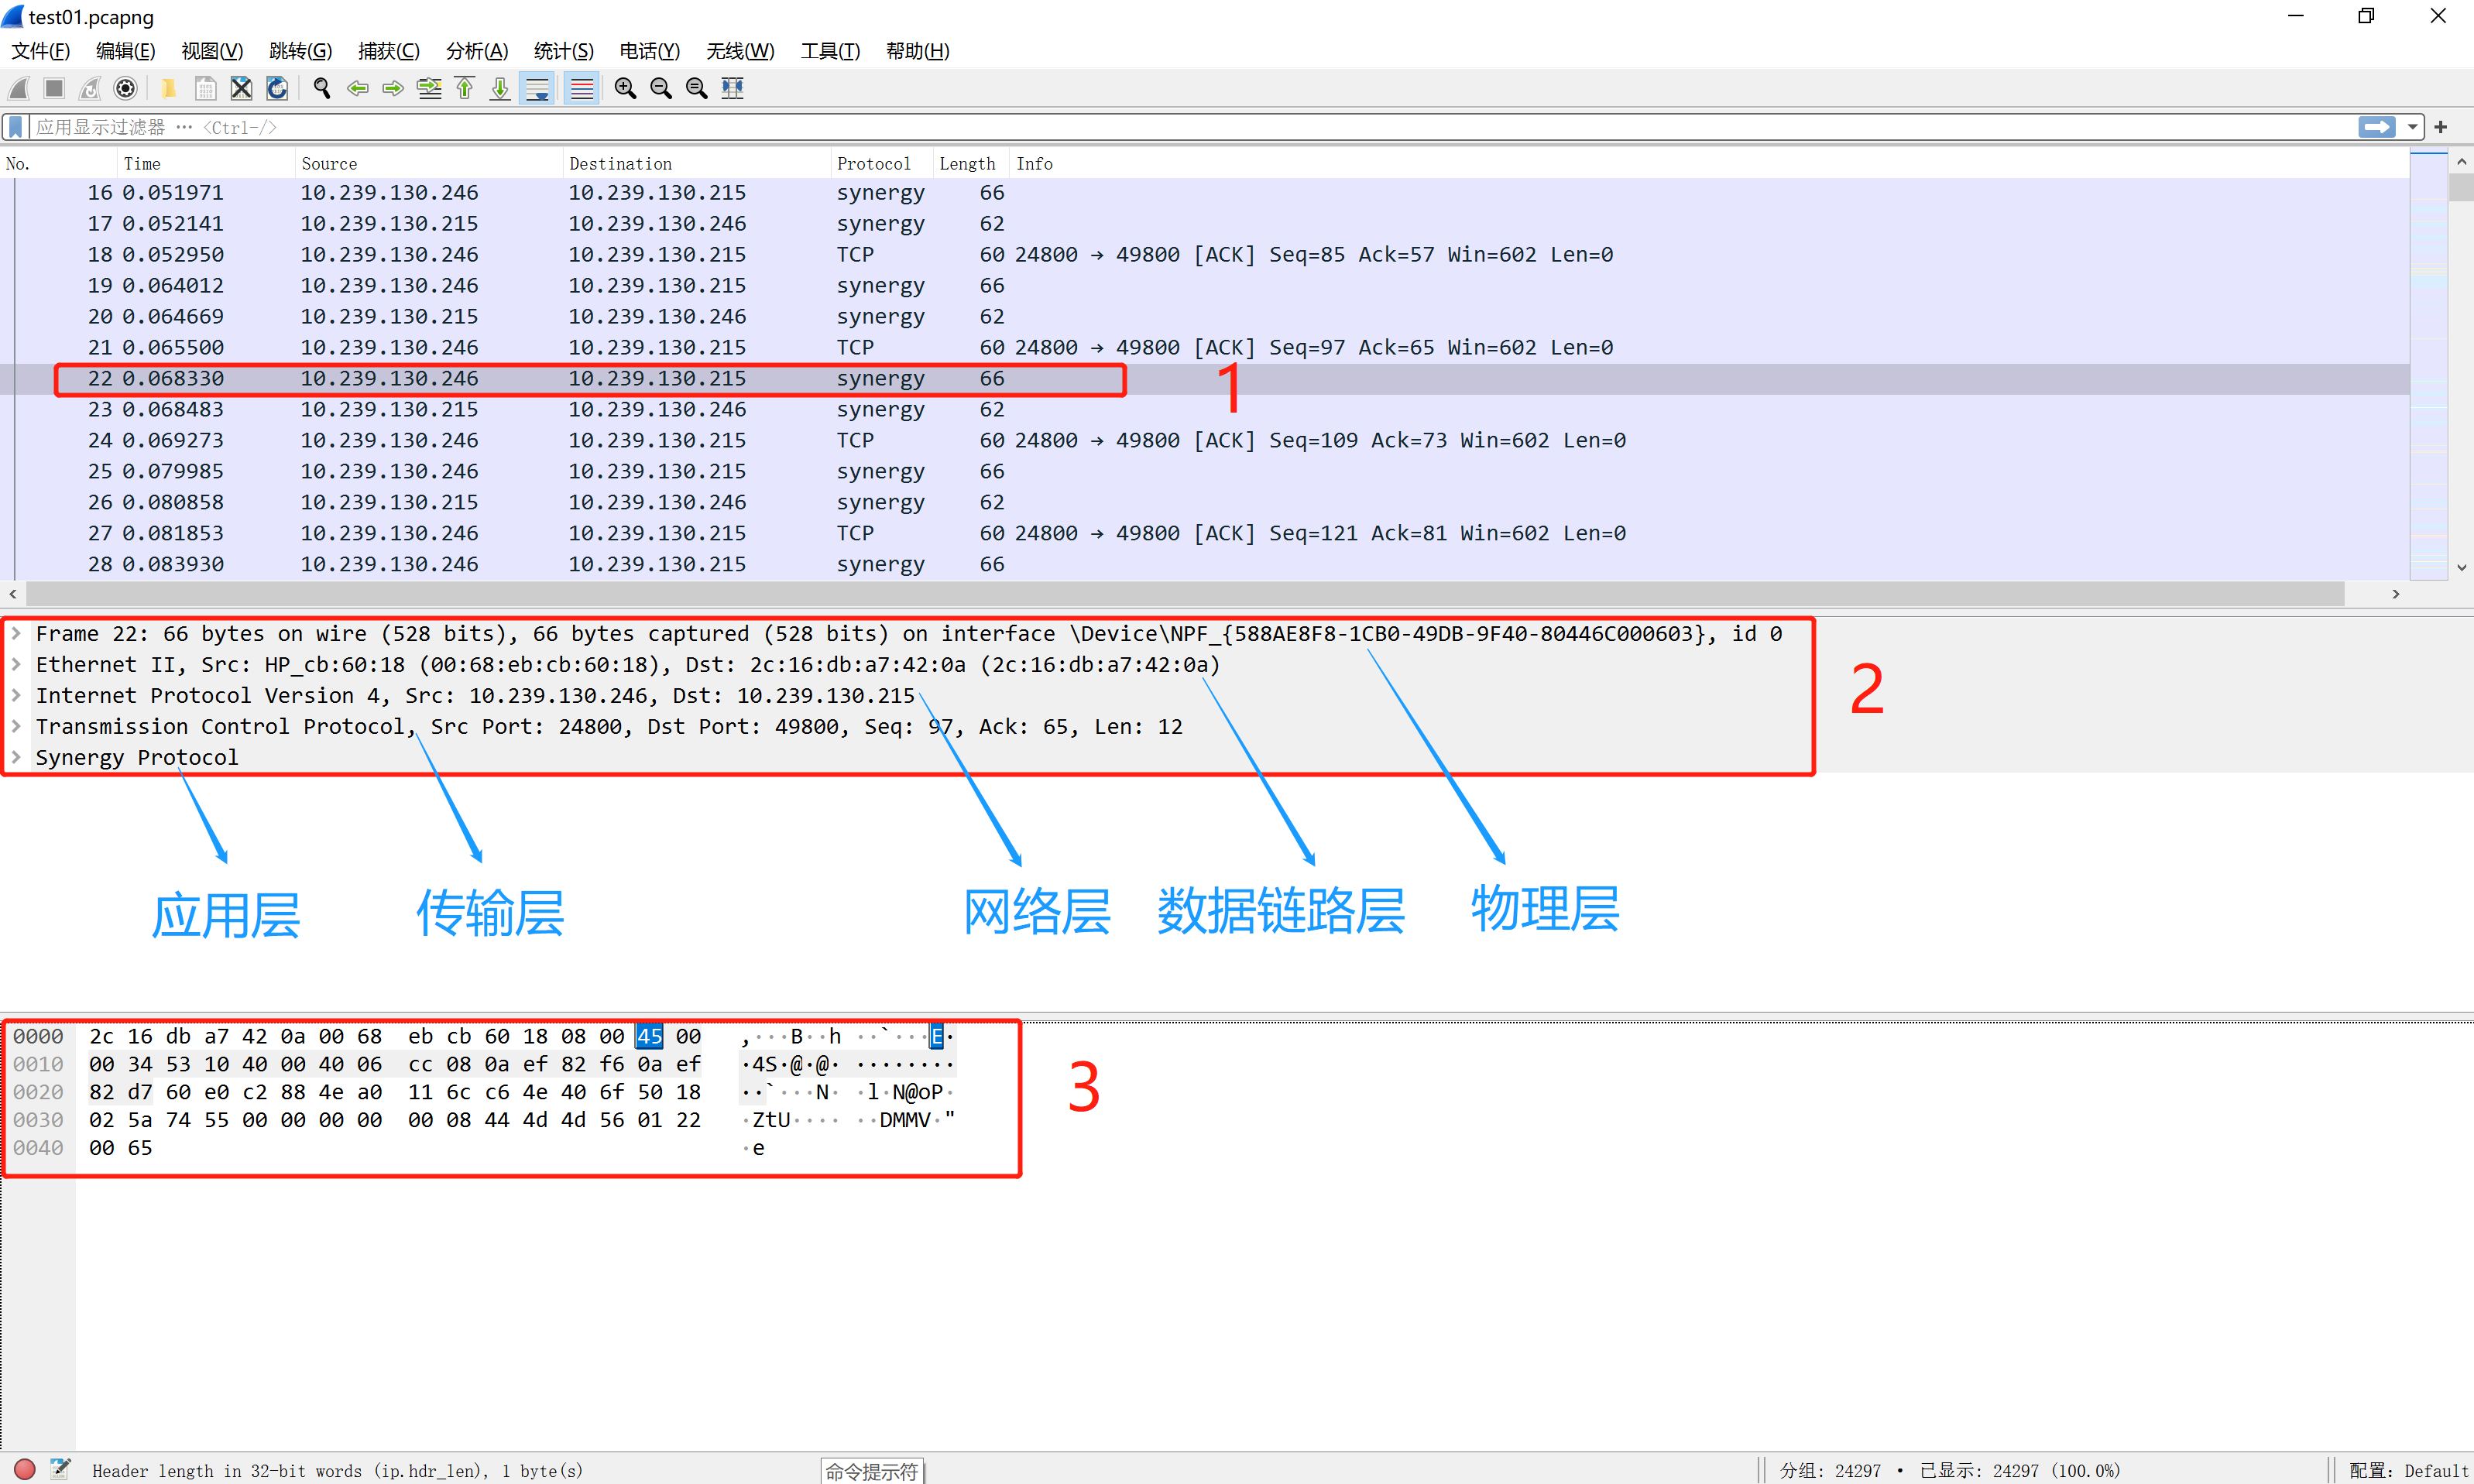 test01.pcapng
文件(F) 编辑(E) 视图(V) 跳转(G) 捕获(C) 分析(A) 统计(S) 电话(Y) 无线(W) 工具(T) 帮助(H)
应用显示过滤器 … <Ctrl-/>
No. Time Source Destination Protocol Length Info
16 0.051971 10.239.130.246 10.239.130.215 synergy 66
17 0.052141 10.239.130.215 10.239.130.246 synergy 62
18 0.052950 10.239.130.246 10.239.130.215 TCP 60 24800 → 49800 [ACK] Seq=85 Ack=57 Win=602 Len=0
19 0.064012 10.239.130.246 10.239.130.215 synergy 66
20 0.064669 10.239.130.215 10.239.130.246 synergy 62
21 0.065500 10.239.130.246 10.239.130.215 TCP 60 24800 → 49800 [ACK] Seq=97 Ack=65 Win=602 Len=0
22 0.068330 10.239.130.246 10.239.130.215 synergy 66 1
23 0.068483 10.239.130.215 10.239.130.246 synergy 62
24 0.069273 10.239.130.246 10.239.130.215 TCP 60 24800 → 49800 [ACK] Seq=109 Ack=73 Win=602 Len=0
25 0.079985 10.239.130.246 10.239.130.215 synergy 66
26 0.080858 10.239.130.215 10.239.130.246 synergy 62
27 0.081853 10.239.130.246 10.239.130.215 TCP 60 24800 → 49800 [ACK] Seq=121 Ack=81 Win=602 Len=0
28 0.083930 10.239.130.246 10.239.130.215 synergy 66
Frame 22: 66 bytes on wire (528 bits), 66 bytes captured (528 bits) on interface \Device\NPF_{588AE8F8-1CB0-49DB-9F40-80446C000603}, id 0
Ethernet II, Src: HP_cb:60:18 (00:68:eb:cb:60:18), Dst: 2c:16:db:a7:42:0a (2c:16:db:a7:42:0a)
Internet Protocol Version 4, Src: 10.239.130.246, Dst: 10.239.130.215
2
Transmission Control Protocol, Src Port: 24800, Dst Port: 49800, Seq: 97, Ack: 65, Len: 12
Synergy Protocol
应用层 传输层 网络层 数据链路层 物理层
0000 2c 16 db a7 42 0a 00 68 eb cb 60 18 08 00 45 00 ,···B··h ··`···E·
0010 00 34 53 10 40 00 40 06 cc 08 0a ef 82 f6 0a ef ·4S·@·@· ········
0020 82 d7 60 e0 c2 88 4e a0 11 6c c6 4e 40 6f 50 18 ··`···N· ·l·N@oP·
0030 02 5a 74 55 00 00 00 00 00 08 44 4d 4d 56 01 22 ·ZtU···· ··DMMV·"
0040 00 65 ·e
3
Header length in 32-bit words (ip.hdr_len), 1 byte(s) 命令提示符 分组: 24297 · 已显示: 24297 (100.0%) 配置: Default